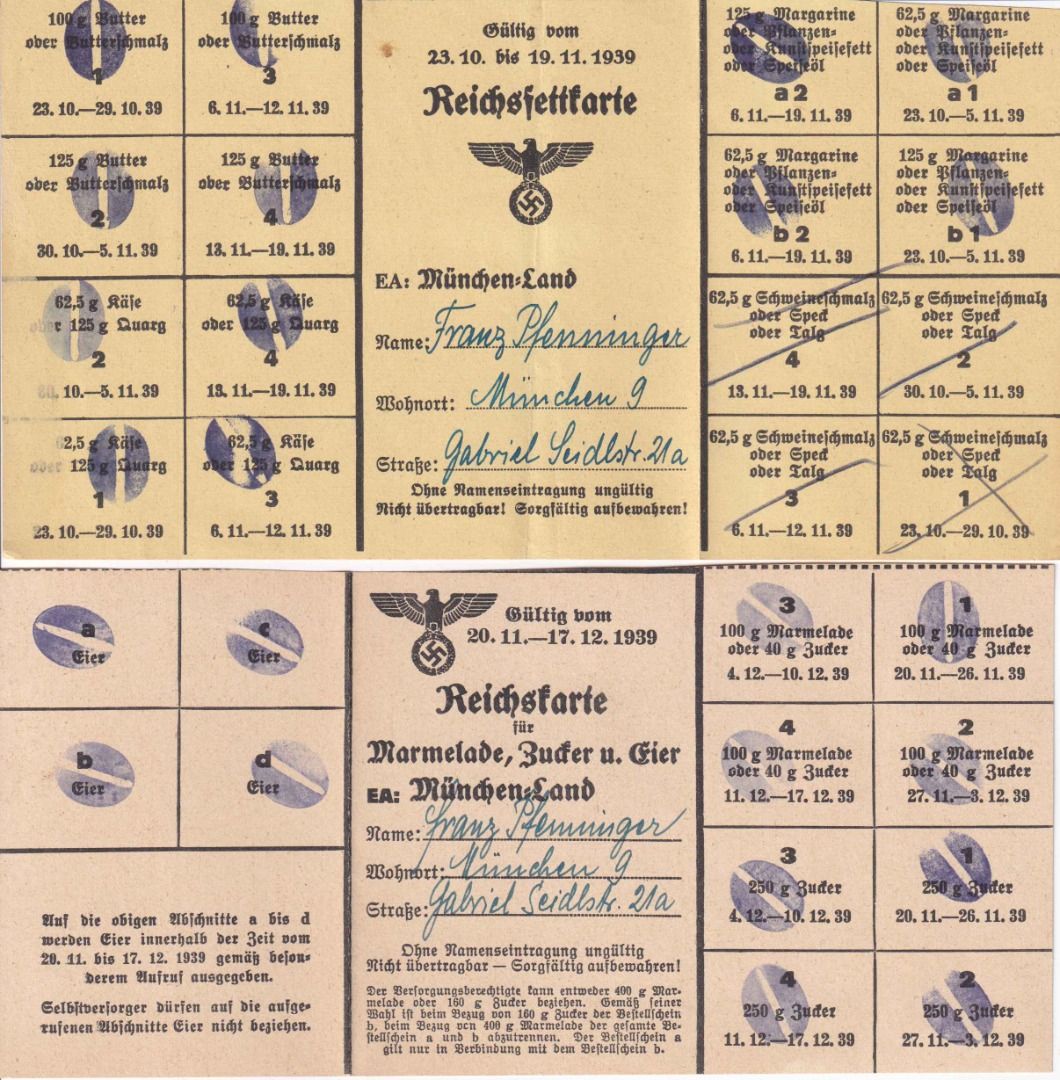 100 g Butter
oder Butterschmalz
1
23. 10.—29. 10. 39
100 g Butter
oder Butterschmalz
3
6. 11.—12. 11. 39
125 g Butter
oder Butterschmalz
2
30. 10.—5. 11. 39
125 g Butter
oder Butterschmalz
4
13. 11.—19. 11. 39
62,5 g Käse
r 125 g Quarg
2
10.—5. 11. 39
62,5 g Käse
oder 125 g Quarg
4
13. 11.—19. 11. 39
2,5 g Käse
oder 125 g Quarg
1
23. 10.—29. 10. 39
62,5 g Käse
oder 125 g Quarg
3
6. 11.—12. 11. 39
Gültig vom
23. 10. bis 19. 11. 1939
Reichsfettkarte
EA: München-Land
Name: Franz Pfenninger
Wohnort: München 9
Straße: Gabriel Seidlstr. 21a
Ohne Namenseintragung ungültig
Nicht übertragbar! Sorgfältig aufbewahren!
125 g Margarine
oder Pflanzen-
oder Kunstspeisefett
oder Speiseöl
a 2
6. 11.—19. 11. 39
62,5 g Margarine
oder Pflanzen-
oder Kunstspeisefett
oder Speiseöl
a 1
23. 10.—5. 11. 39
62,5 g Margarine
oder Pflanzen-
oder Kunstspeisefett
oder Speiseöl
b 2
6. 11.—19. 11. 39
125 g Margarine
oder Pflanzen-
oder Kunstspeisefett
oder Speiseöl
b 1
23. 10.—5. 11. 39
62,5 g Schweineschmalz
oder Speck
oder Talg
4
13. 11.—19. 11. 39
62,5 g Schweineschmalz
oder Speck
oder Talg
2
30. 10.—5. 11. 39
62,5 g Schweineschmalz
oder Speck
oder Talg
3
6. 11.—12. 11. 39
62,5 g Schweineschmalz
oder Speck
oder Talg
1
23. 10.—29. 10. 39
a
Eier
c
Eier
b
Eier
d
Eier
Auf die obigen Abschnitte a bis d
werden Eier innerhalb der Zeit vom
20. 11. bis 17. 12. 1939 gemäß beson-
derem Aufruf ausgegeben.
Selbstversorger dürfen auf die aufge-
rufenen Abschnitte Eier nicht beziehen.
Gültig vom
20. 11.—17. 12. 1939
Reichskarte
für
Marmelade, Zucker u. Eier
EA: München-Land
Name: Franz Pfenninger
Wohnort: München 9
Straße: Gabriel Seidlstr. 21a
Ohne Namenseintragung ungültig
Nicht übertragbar — Sorgfältig aufbewahren!
Der Versorgungsberechtigte kann entweder 400 g Mar-
melade oder 160 g Zucker beziehen. Gemäß seiner
Wahl ist beim Bezug von 160 g Zucker der Bestellschein
b, beim Bezug von 400 g Marmelade der gesamte Be-
stellschein a und b abzutrennen. Der Bestellschein a
gilt nur in Verbindung mit dem Bestellschein b.
3
100 g Marmelade
oder 40 g Zucker
4. 12.—10. 12. 39
1
100 g Marmelade
oder 40 g Zucker
20. 11.—26. 11. 39
4
100 g Marmelade
oder 40 g Zucker
11. 12.—17. 12. 39
2
100 g Marmelade
oder 40 g Zucker
27. 11.—3. 12. 39
3
250 g Zucker
4. 12.—10. 12. 39
1
250 g Zucker
20. 11.—26. 11. 39
4
250 g Zucker
11. 12.—17. 12. 39
2
250 g Zucker
27. 11.—3. 12. 39